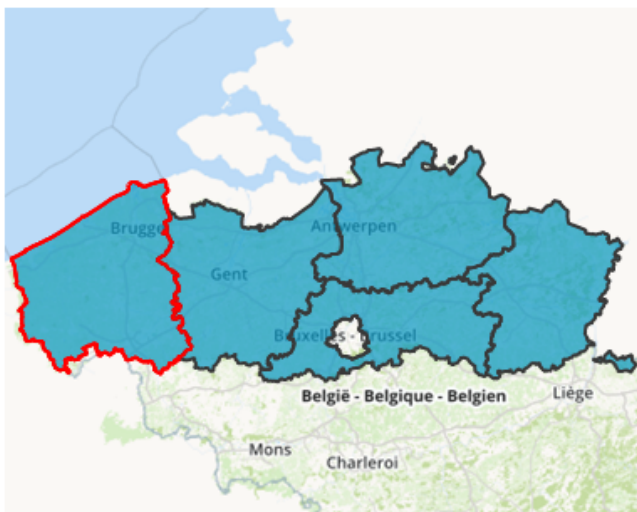 Brugge
Antwerpen
Gent
Bruxelles - Brussel
België - Belgique - Belgien
Liège
Mons
Charleroi